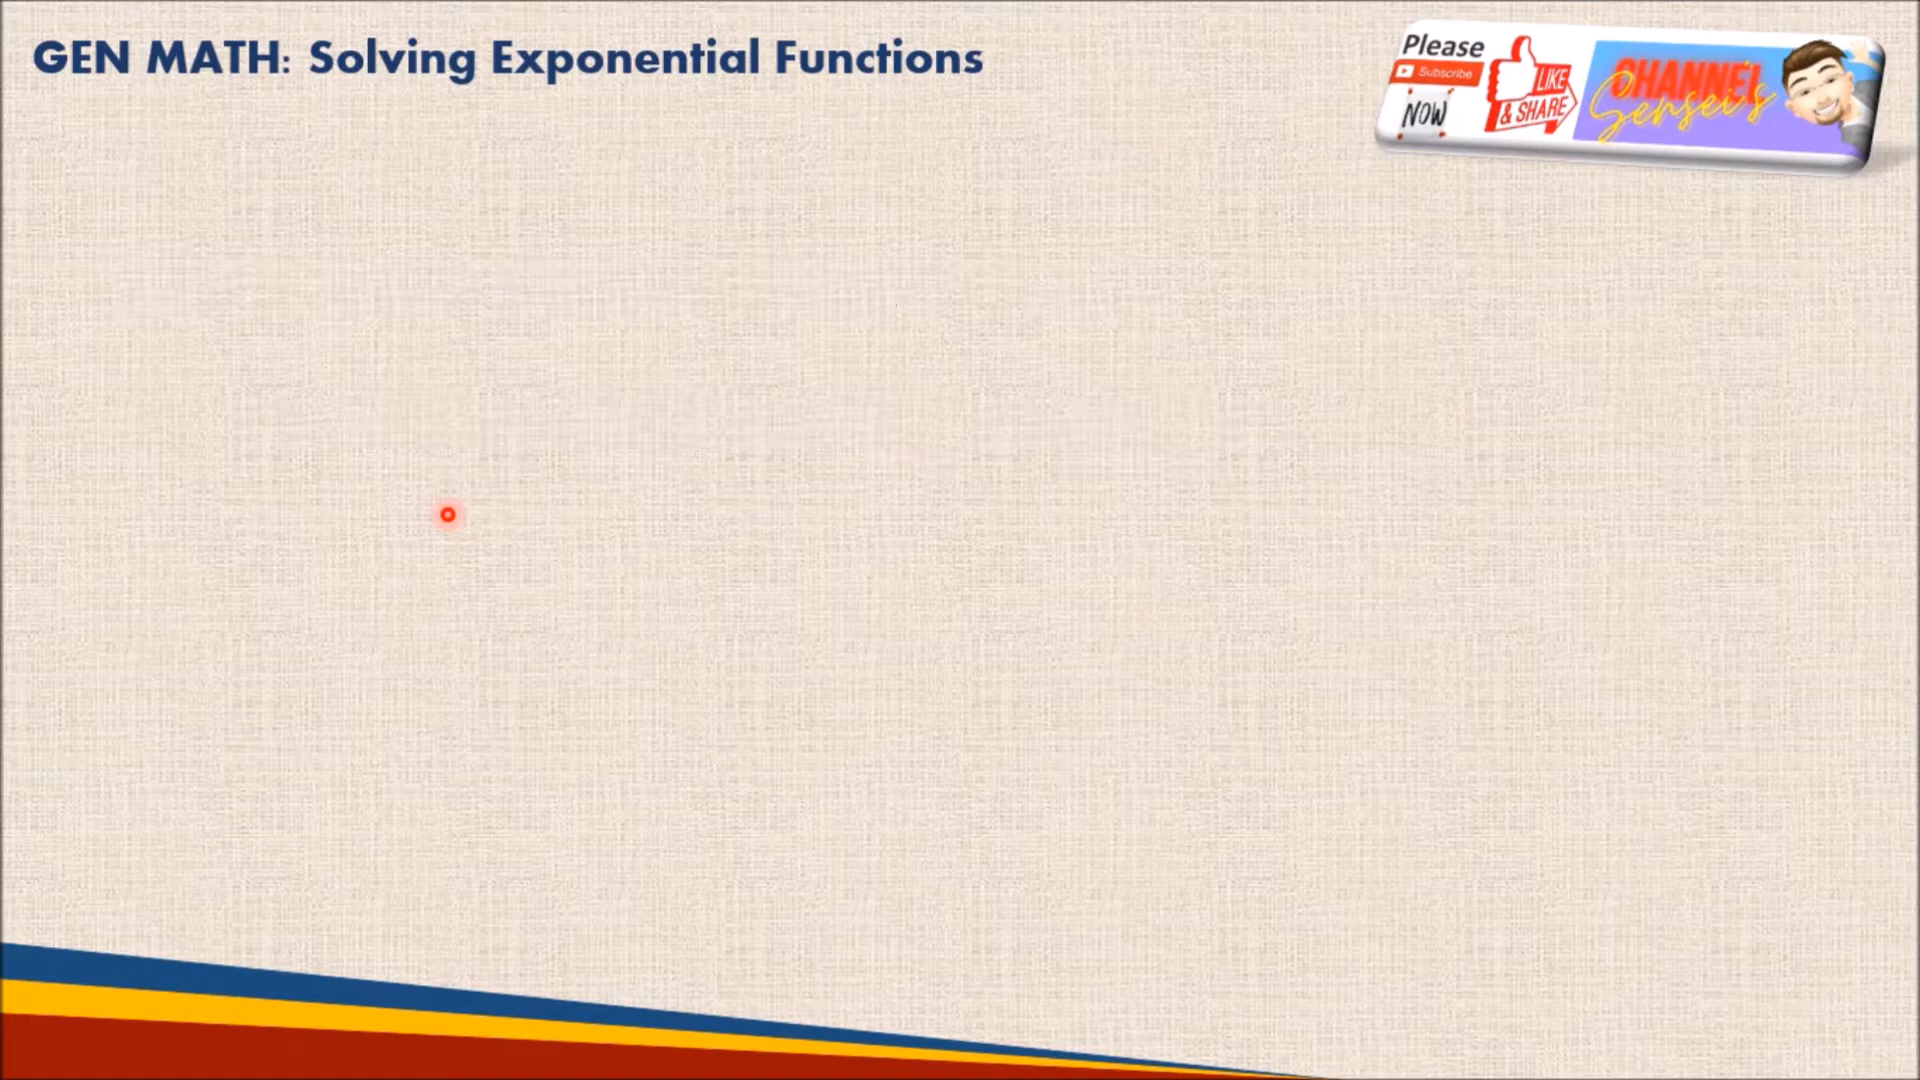 GEN MATH: Solving Exponential Functions
Please
Subscribe
NOW
LIKE
& SHARE
CHANNEL
Sensei's